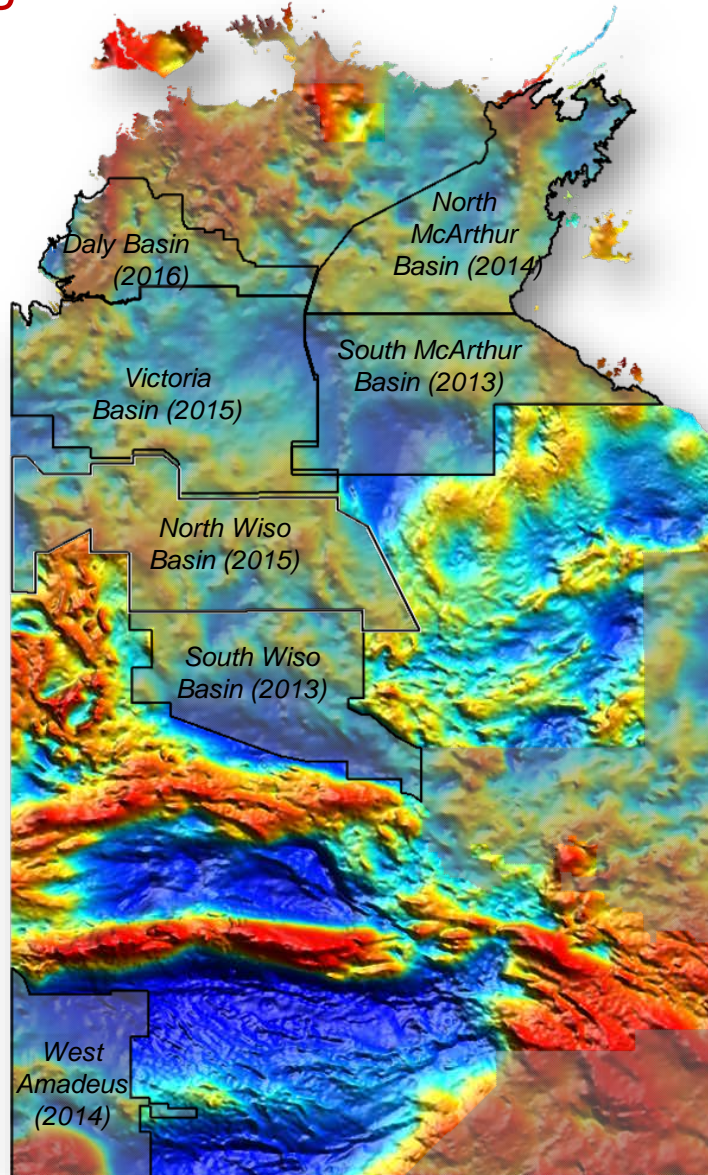 Daly Basin
(2016)
North
McArthur
Basin (2014)
South McArthur
Basin (2013)
Victoria
Basin (2015)
North Wiso
Basin (2015)
South Wiso
Basin (2013)
West
Amadeus
(2014)